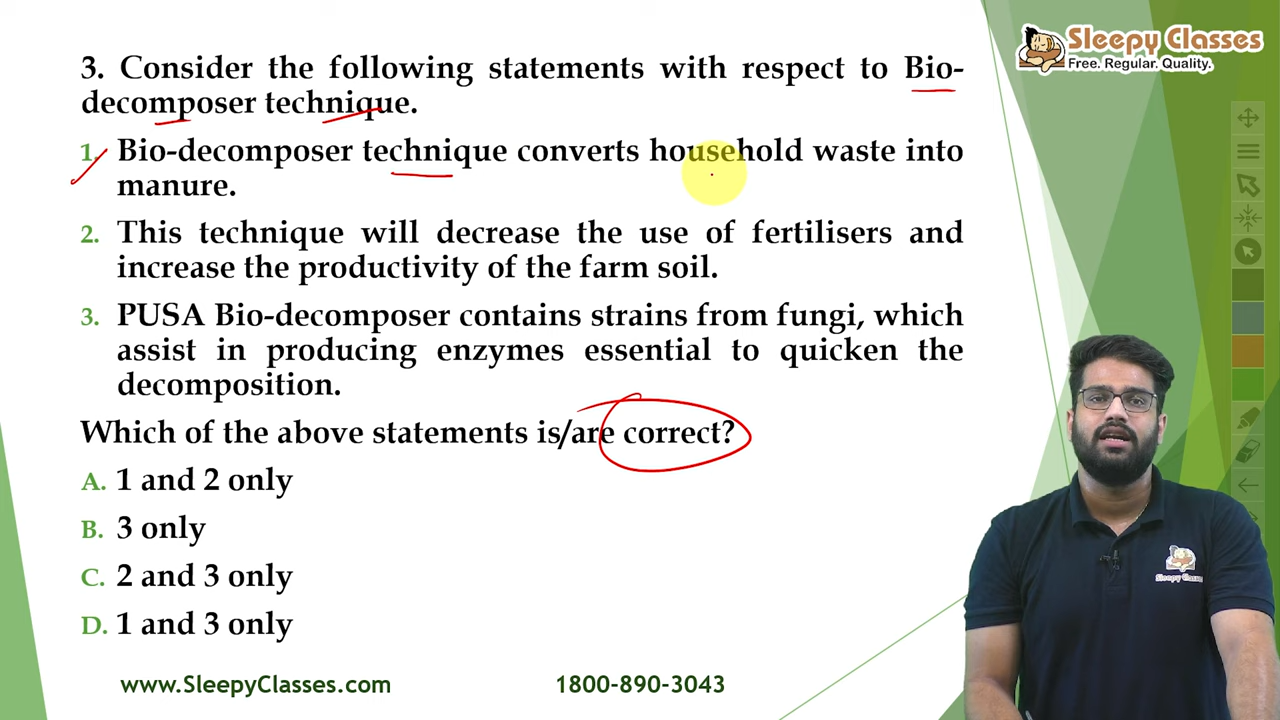 Sleepy Classes
Free. Regular. Quality.
3. Consider the following statements with respect to Bio-
decomposer technique.
1. Bio-decomposer technique converts household waste into
manure.
2. This technique will decrease the use of fertilisers and
increase the productivity of the farm soil.
3. PUSA Bio-decomposer contains strains from fungi, which
assist in producing enzymes essential to quicken the
decomposition.
Which of the above statements is/are correct?
A. 1 and 2 only
B. 3 only
C. 2 and 3 only
D. 1 and 3 only
Sleepy Classes
www.SleepyClasses.com 1800-890-3043